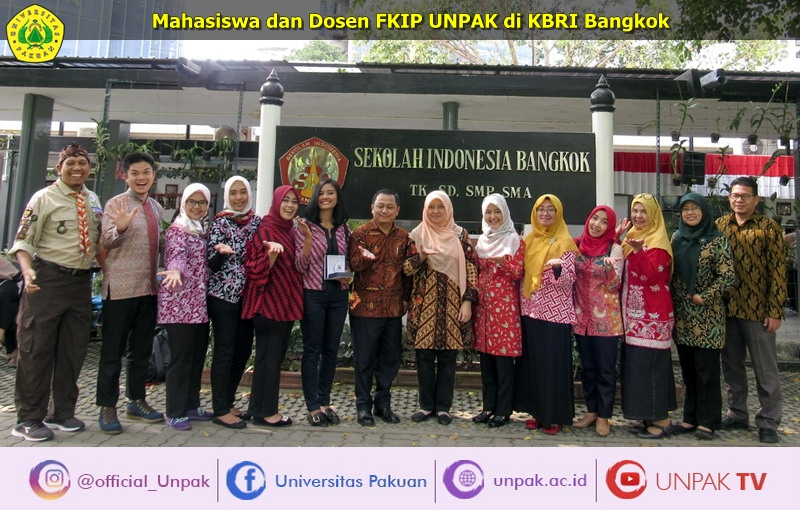 Mahasiswa dan Dosen FKIP UNPAK di KBRI Bangkok
SEKOLAH INDONESIA BANGKOK
TK, SD, SMP, SMA
@official_Unpak
Universitas Pakuan
unpak.ac.id
UNPAK TV